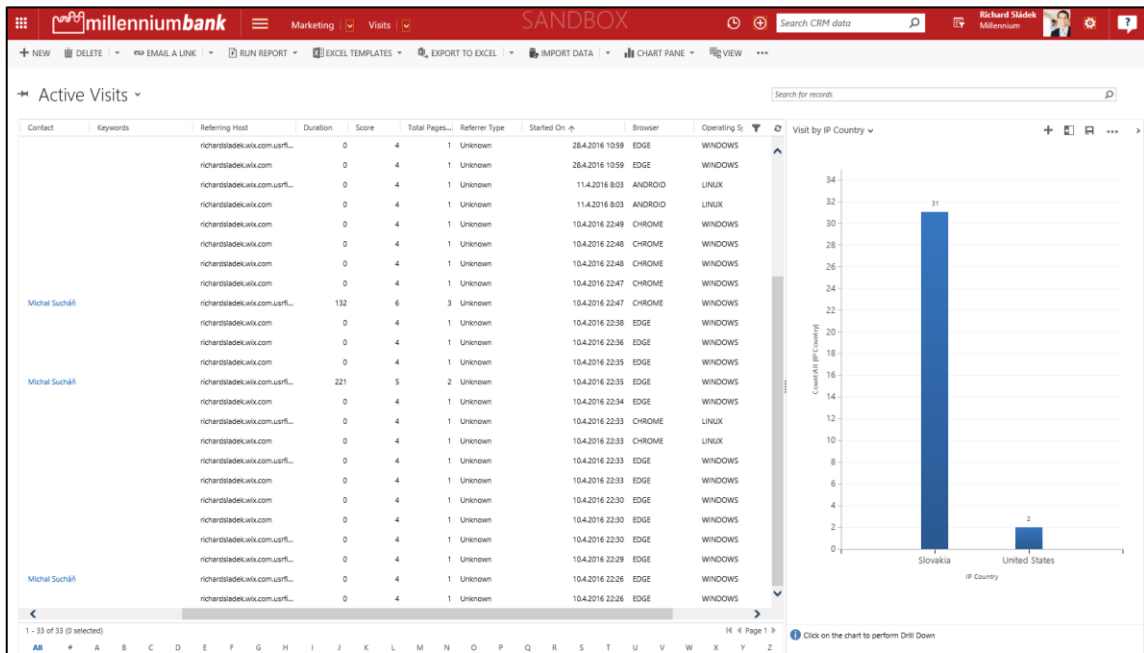 millenniumbank Marketing Visits SANDBOX Search CRM data Richard Sládek
Millennium
?
NEW DELETE EMAIL A LINK RUN REPORT EXCEL TEMPLATES EXPORT TO EXCEL IMPORT DATA CHART PANE VIEW •••
Active Visits
Search for records
Contact Keywords Referring Host Duration Score Total Pages... Referrer Type Started On Browser Operating Sy
richardsladek.wix.com.usrfi... 0 4 1 Unknown 28.4.2016 10:59 EDGE WINDOWS
richardsladek.wix.com 0 4 1 Unknown 28.4.2016 10:59 EDGE WINDOWS
richardsladek.wix.com.usrfi... 0 4 1 Unknown 11.4.2016 8:03 ANDROID LINUX
richardsladek.wix.com 0 4 1 Unknown 11.4.2016 8:03 ANDROID LINUX
richardsladek.wix.com 0 4 1 Unknown 10.4.2016 22:49 CHROME WINDOWS
richardsladek.wix.com 0 4 1 Unknown 10.4.2016 22:48 CHROME WINDOWS
richardsladek.wix.com 0 4 1 Unknown 10.4.2016 22:48 CHROME WINDOWS
richardsladek.wix.com 0 4 1 Unknown 10.4.2016 22:47 CHROME WINDOWS
Michal Sucháň richardsladek.wix.com.usrfi... 132 6 3 Unknown 10.4.2016 22:47 CHROME WINDOWS
richardsladek.wix.com 0 4 1 Unknown 10.4.2016 22:38 EDGE WINDOWS
richardsladek.wix.com 0 4 1 Unknown 10.4.2016 22:36 EDGE WINDOWS
richardsladek.wix.com 0 4 1 Unknown 10.4.2016 22:35 EDGE WINDOWS
Michal Sucháň richardsladek.wix.com.usrfi... 221 5 2 Unknown 10.4.2016 22:35 EDGE WINDOWS
richardsladek.wix.com 0 4 1 Unknown 10.4.2016 22:34 EDGE WINDOWS
richardsladek.wix.com.usrfi... 0 4 1 Unknown 10.4.2016 22:33 CHROME LINUX
richardsladek.wix.com 0 4 1 Unknown 10.4.2016 22:33 CHROME LINUX
richardsladek.wix.com.usrfi... 0 4 1 Unknown 10.4.2016 22:33 EDGE WINDOWS
richardsladek.wix.com 0 4 1 Unknown 10.4.2016 22:33 EDGE WINDOWS
richardsladek.wix.com.usrfi... 0 4 1 Unknown 10.4.2016 22:30 EDGE WINDOWS
richardsladek.wix.com 0 4 1 Unknown 10.4.2016 22:30 EDGE WINDOWS
richardsladek.wix.com.usrfi... 0 4 1 Unknown 10.4.2016 22:30 EDGE WINDOWS
richardsladek.wix.com.usrfi... 0 4 1 Unknown 10.4.2016 22:29 EDGE WINDOWS
Michal Sucháň richardsladek.wix.com.usrfi... 0 4 1 Unknown 10.4.2016 22:26 EDGE WINDOWS
richardsladek.wix.com.usrfi... 0 4 1 Unknown 10.4.2016 22:26 EDGE WINDOWS
1 - 33 of 33 (0 selected) Page 1
All # A B C D E F G H I J K L M N O P Q R S T U V W X Y Z
Visit by IP Country •••
34
32
31
30
28
26
24
22
20
18
16
14
12
10
8
6
4
2
2
0
Count:All (IP Country)
Slovakia United States
IP Country
Click on the chart to perform Drill Down